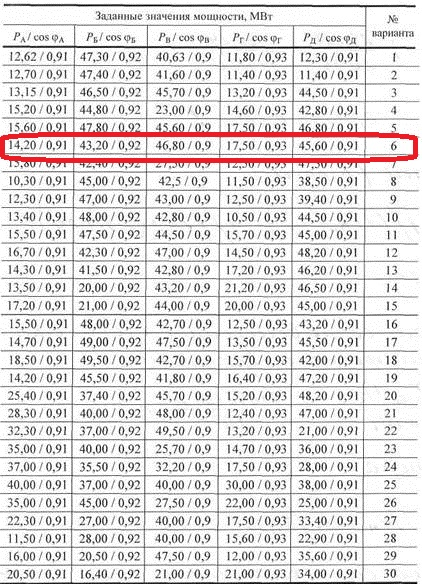 Заданные значения мощности, МВт №
варианта
PА / cos φА PБ / cos φБ PВ / cos φВ PГ / cos φГ PД / cos φД
12,62 / 0,91 47,30 / 0,92 40,63 / 0,9 11,80 / 0,93 12,30 / 0,91 1
12,70 / 0,91 47,40 / 0,92 41,60 / 0,9 11,40 / 0,93 11,40 / 0,91 2
13,15 / 0,91 46,50 / 0,92 45,70 / 0,9 13,20 / 0,93 44,50 / 0,91 3
15,20 / 0,91 44,80 / 0,92 23,00 / 0,9 14,60 / 0,93 42,80 / 0,91 4
15,60 / 0,91 47,80 / 0,92 45,60 / 0,9 17,50 / 0,93 46,80 / 0,91 5
14,20 / 0,91 43,20 / 0,92 46,80 / 0,9 17,50 / 0,93 45,60 / 0,91 6
15,80 / 0,91 42,40 / 0,92 27,50 / 0,9 12,50 / 0,93 47,50 / 0,91
10,30 / 0,91 45,00 / 0,92 42,5 / 0,9 11,50 / 0,93 38,50 / 0,91 8
12,30 / 0,91 47,00 / 0,92 43,00 / 0,9 12,50 / 0,93 39,40 / 0,91 9
13,40 / 0,91 48,00 / 0,92 42,80 / 0,9 10,50 / 0,93 44,50 / 0,91 10
15,50 / 0,91 47,50 / 0,92 44,50 / 0,9 15,70 / 0,93 45,00 / 0,91 11
16,70 / 0,91 42,30 / 0,92 47,00 / 0,9 14,50 / 0,93 48,20 / 0,91 12
14,30 / 0,91 41,50 / 0,92 42,80 / 0,9 17,20 / 0,93 46,20 / 0,91 13
13,50 / 0,91 20,00 / 0,92 43,20 / 0,9 21,20 / 0,93 46,50 / 0,91 14
17,20 / 0,91 21,00 / 0,92 44,00 / 0,9 20,00 / 0,93 45,00 / 0,91 15
15,50 / 0,91 48,00 / 0,92 42,70 / 0,9 12,50 / 0,93 43,20 / 0,91 16
14,70 / 0,91 49,00 / 0,92 47,50 / 0,9 13,50 / 0,93 45,50 / 0,91 17
18,50 / 0,91 49,50 / 0,92 42,70 / 0,9 15,70 / 0,93 42,00 / 0,91 18
14,20 / 0,91 45,50 / 0,92 41,80 / 0,9 16,40 / 0,93 47,20 / 0,91 19
25,40 / 0,91 37,40 / 0,92 45,70 / 0,9 15,20 / 0,93 48,20 / 0,91 20
28,30 / 0,91 40,00 / 0,92 48,00 / 0,9 12,40 / 0,93 47,00 / 0,91 21
32,30 / 0,91 37,00 / 0,92 49,50 / 0,9 13,20 / 0,93 21,00 / 0,91 22
35,00 / 0,91 40,00 / 0,92 25,70 / 0,9 14,70 / 0,93 36,00 / 0,91 23
37,00 / 0,91 35,50 / 0,92 32,20 / 0,9 17,50 / 0,93 28,00 / 0,91 24
40,00 / 0,91 37,00 / 0,92 40,00 / 0,9 30,00 / 0,93 38,00 / 0,91 25
35,00 / 0,91 45,00 / 0,92 27,50 / 0,9 22,00 / 0,93 25,00 / 0,91 26
22,30 / 0,91 27,00 / 0,92 40,00 / 0,9 17,50 / 0,93 33,40 / 0,91 27
11,50 / 0,91 28,00 / 0,92 40,00 / 0,9 15,60 / 0,93 22,90 / 0,91 28
16,00 / 0,91 20,50 / 0,92 47,50 / 0,9 12,00 / 0,93 35,60 / 0,91 29
20,50 / 0,91 16,40 / 0,92 21,00 / 0,9 21,00 / 0,93 34,00 / 0,91 30